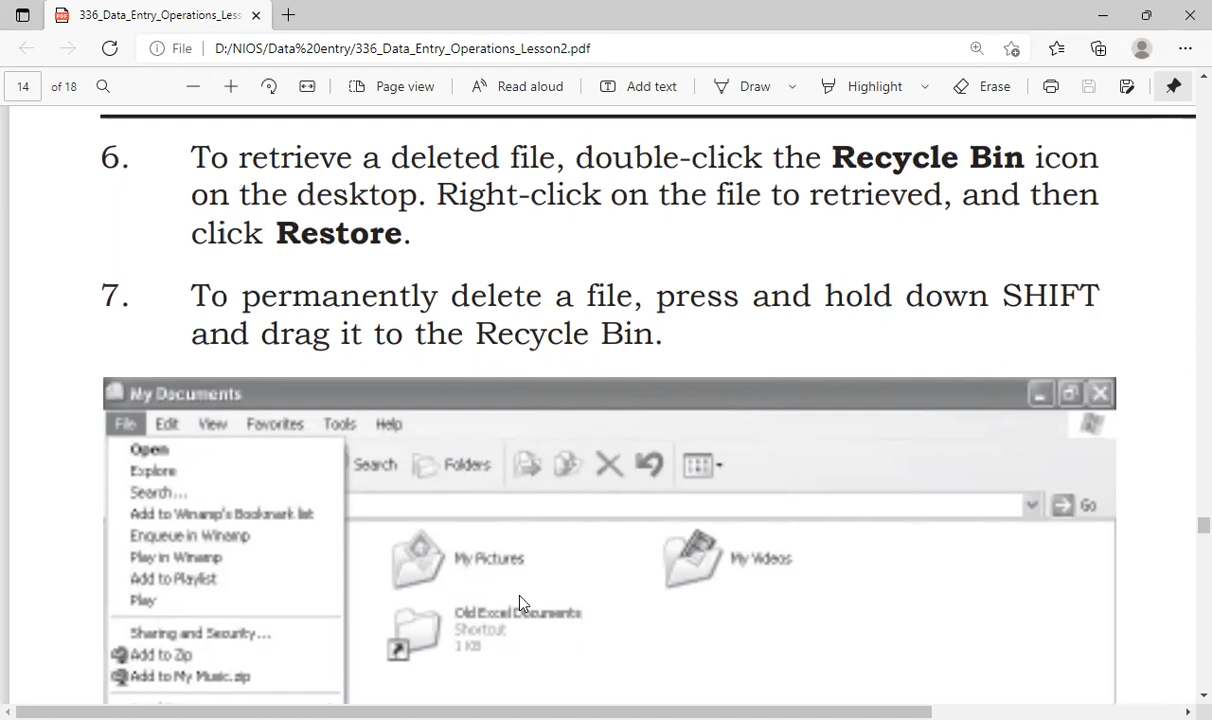 336_Data_Entry_Operations_Less
File D:/NIOS/Data%20entry/336_Data_Entry_Operations_Lesson2.pdf
14 of 18 Page view Read aloud Add text Draw Highlight Erase
6. To retrieve a deleted file, double-click the Recycle Bin icon
on the desktop. Right-click on the file to retrieved, and then
click Restore.
7. To permanently delete a file, press and hold down SHIFT
and drag it to the Recycle Bin.
My Documents
File Edit View Favorites Tools Help
Open
Search Folders
Explore
Search...
Add to Winamp's Bookmark list
Go
Enqueue in Winamp
Play in Winamp
My Pictures My Videos
Add to Playlist
Play
Old Excel Documents
Shortcut
1 KB
Sharing and Security...
Add to Zip
Add to My Music.zip